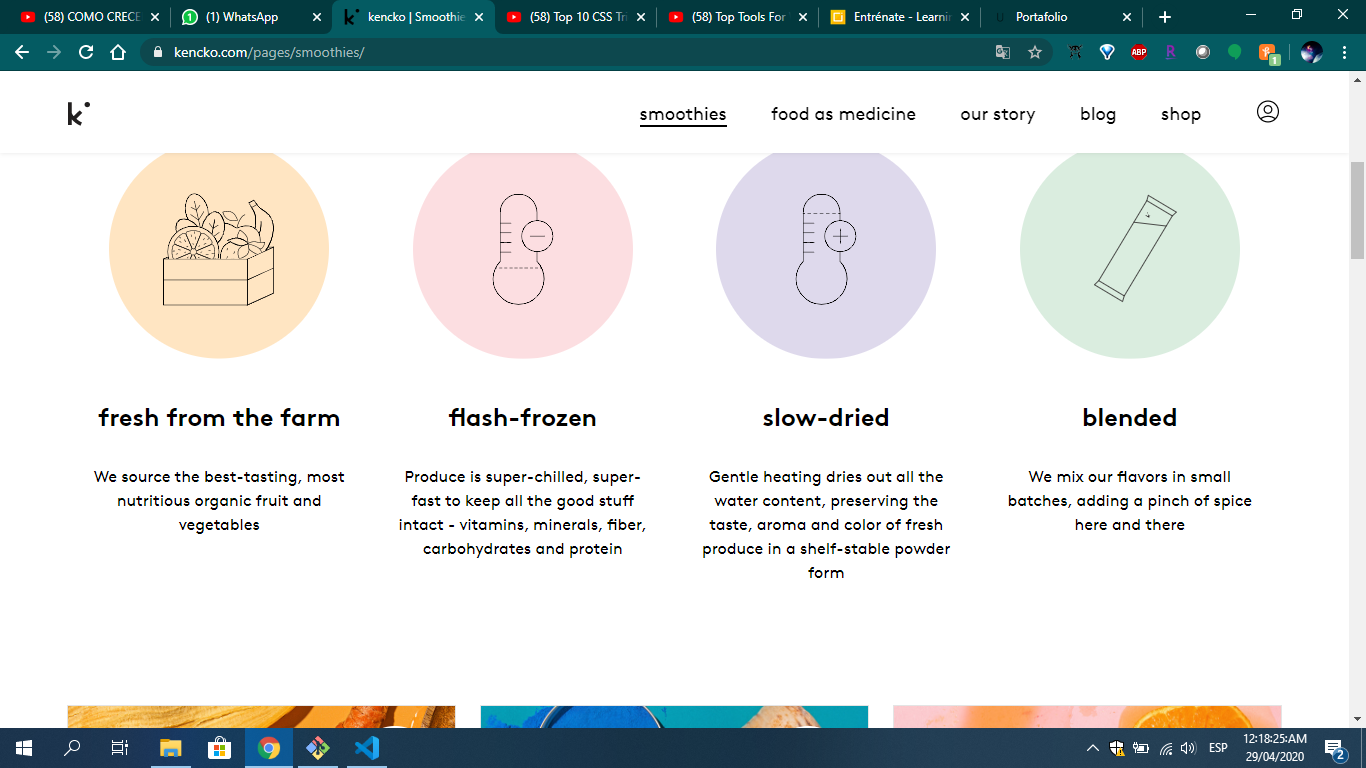 (58) COMO CRECE
(1) WhatsApp
kencko | Smoothie
(58) Top 10 CSS Tri
(58) Top Tools For
Entrénate - Learnin
Portafolio
kencko.com/pages/smoothies/
ABP
R
1
k
smoothies
food as medicine
our story
blog
shop
fresh from the farm
We source the best-tasting, most
nutritious organic fruit and
vegetables
flash-frozen
Produce is super-chilled, super-
fast to keep all the good stuff
intact - vitamins, minerals, fiber,
carbohydrates and protein
slow-dried
Gentle heating dries out all the
water content, preserving the
taste, aroma and color of fresh
produce in a shelf-stable powder
form
blended
We mix our flavors in small
batches, adding a pinch of spice
here and there
ESP
12:18:25:AM
29/04/2020
2